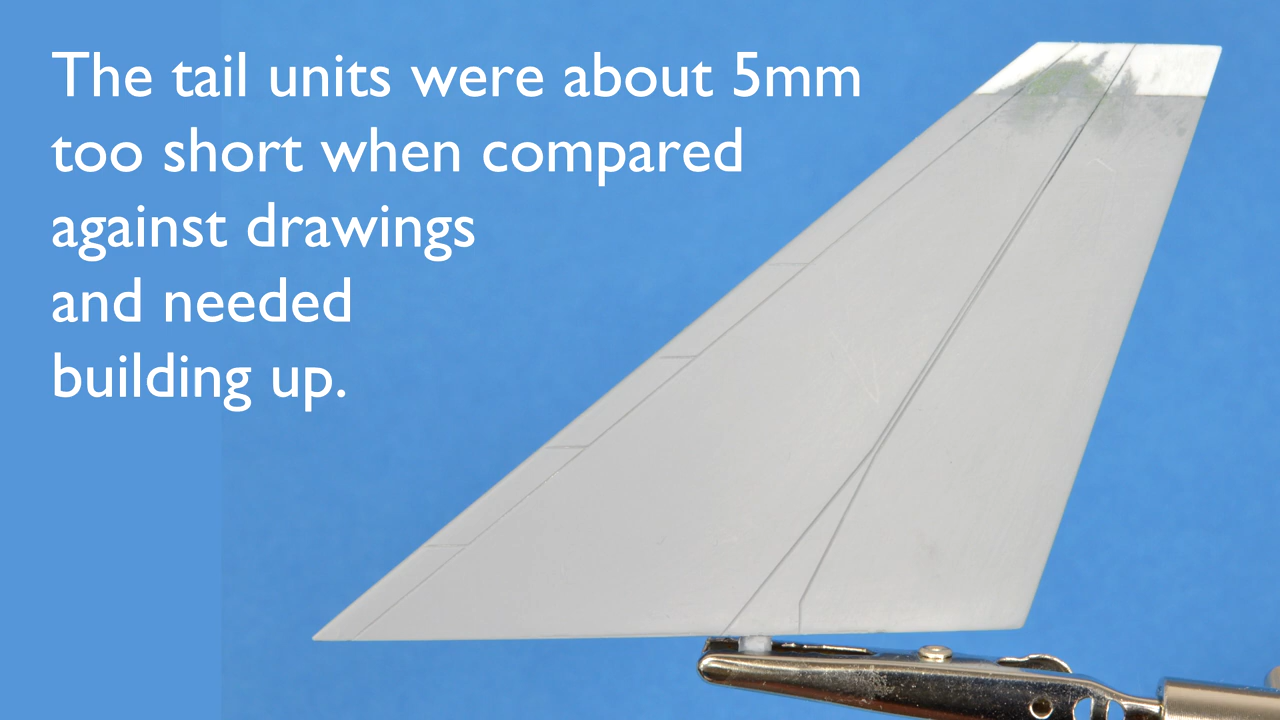 The tail units were about 5mm
too short when compared
against drawings
and needed
building up.